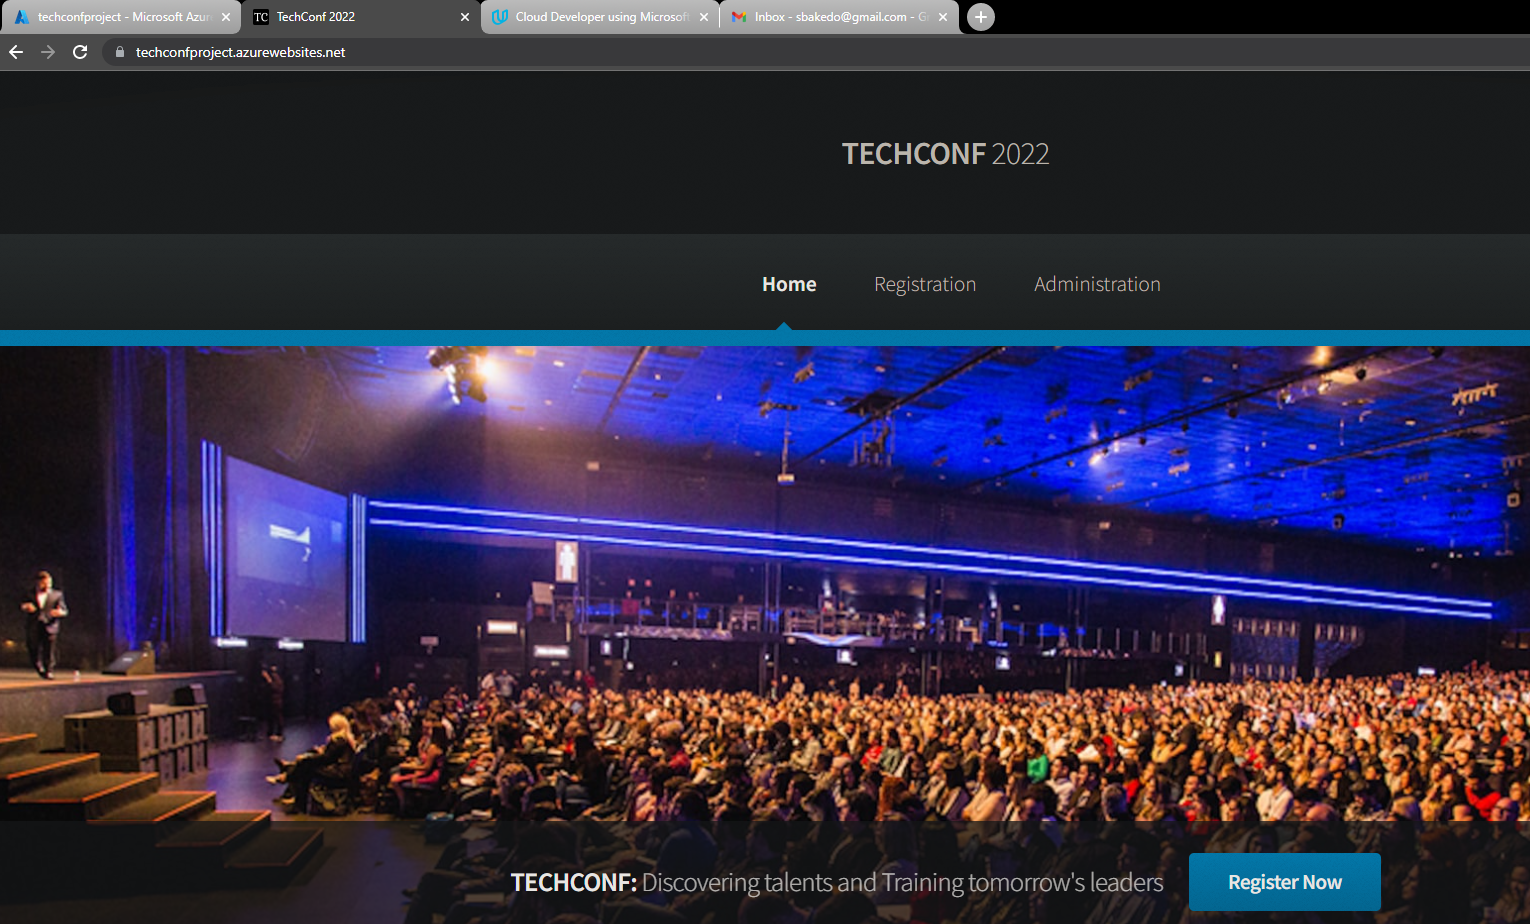 techconfproject - Microsoft Azur
TC TechConf 2022
Cloud Developer using Microsoft
Inbox - sbakedo@gmail.com - G
techconfproject.azurewebsites.net
TECHCONF 2022
Home Registration Administration
TECHCONF: Discovering talents and Training tomorrow's leaders
Register Now